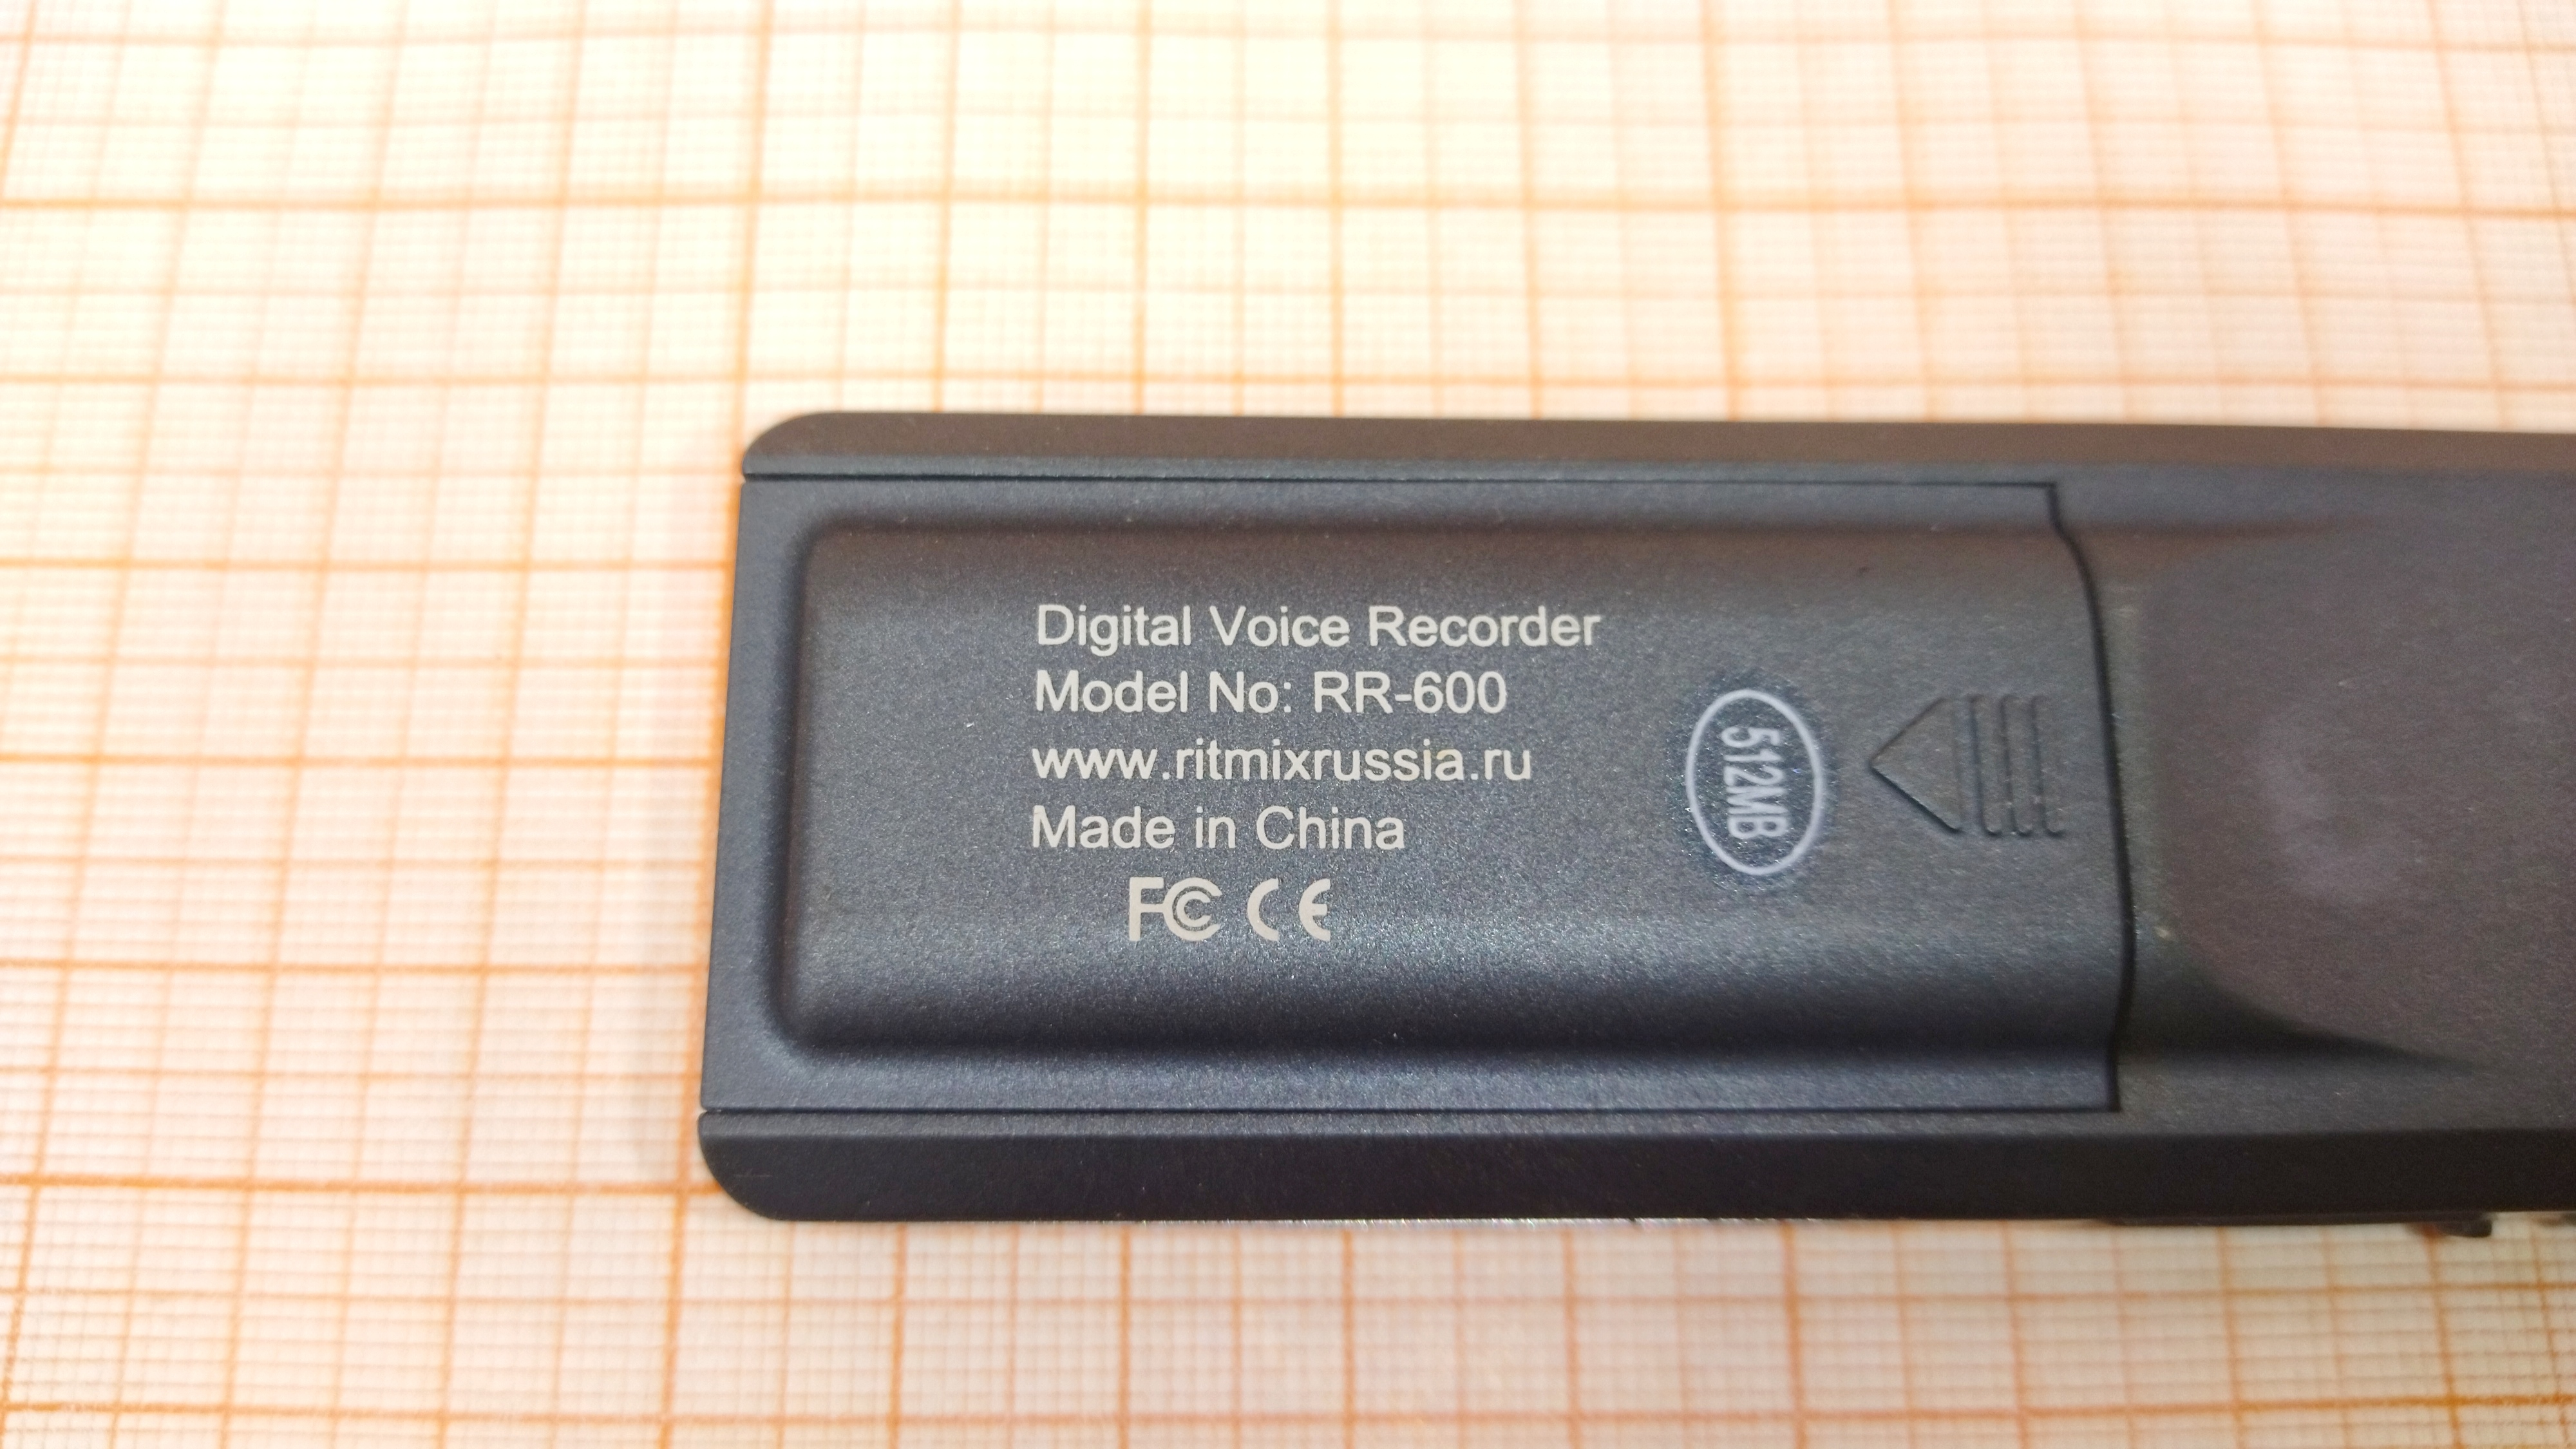 Digital Voice Recorder
Model No: RR-600
www.ritmixrussia.ru
Made in China
FC CE
512MB